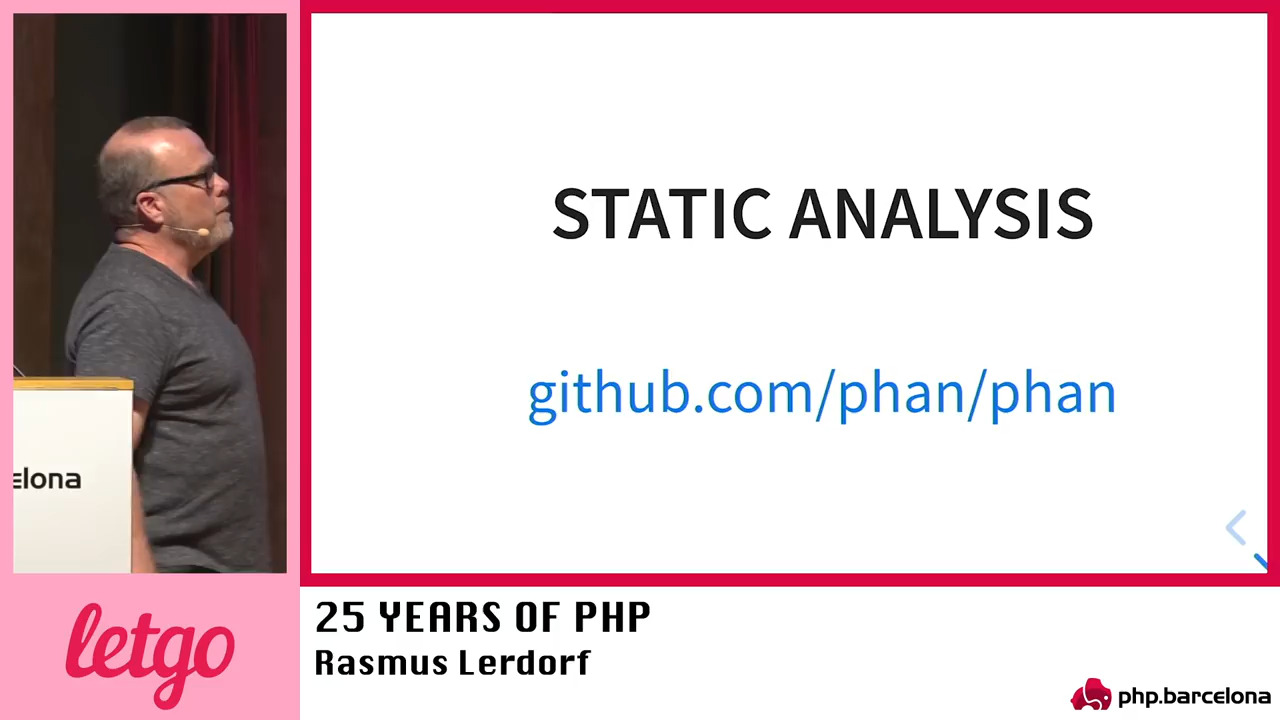 STATIC ANALYSIS
github.com/phan/phan
elona
letgo
25 YEARS OF PHP
Rasmus Lerdorf
php.barcelona